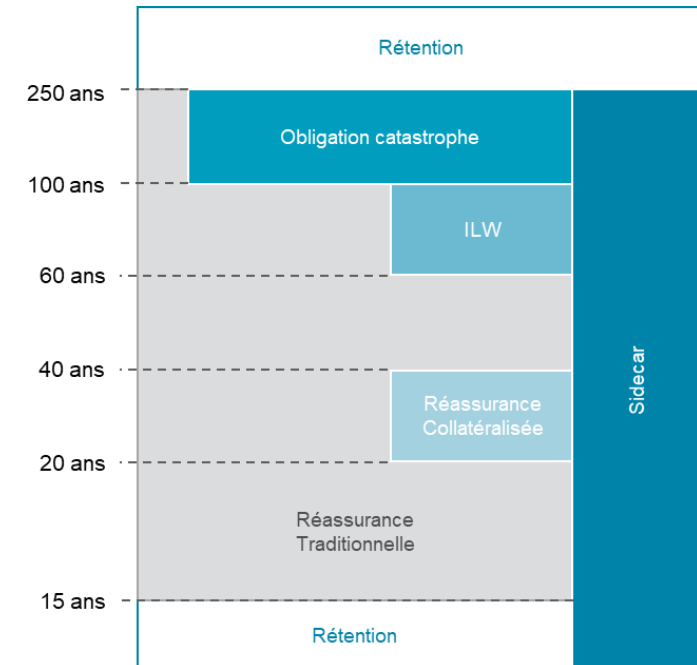 Rétention
250 ans
Obligation catastrophe
100 ans
ILW
60 ans
40 ans
Réassurance
Collatéralisée
Sidecar
20 ans
Réassurance
Traditionnelle
15 ans
Rétention